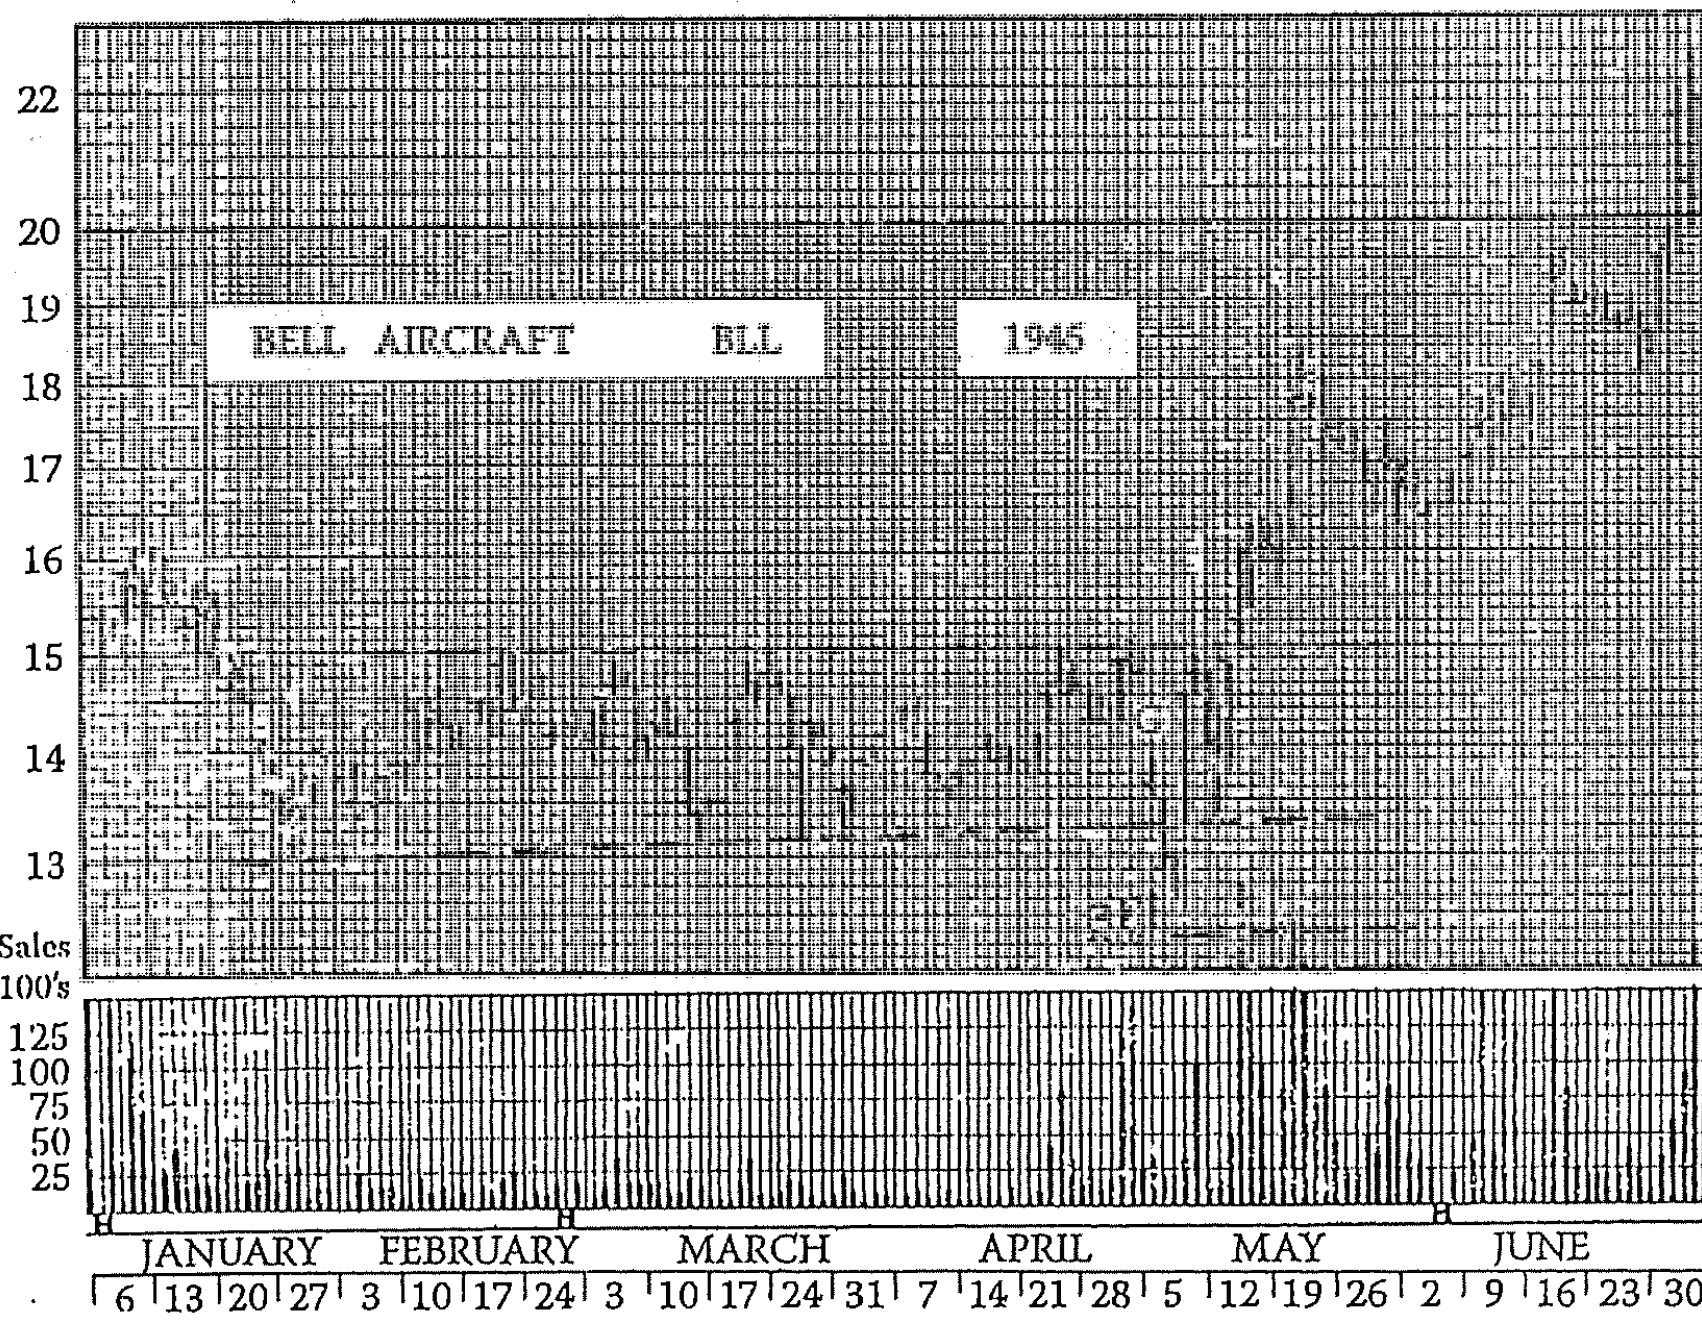 22
20
19
BELL AIRCRAFT BLL 1945
18
17
16
15
14
13
Sales
100's
125
100
75
50
25
H H H
JANUARY FEBRUARY MARCH APRIL MAY JUNE
6 13 20 27 3 10 17 24 3 10 17 24 31 7 14 21 28 5 12 19 26 2 9 16 23 30